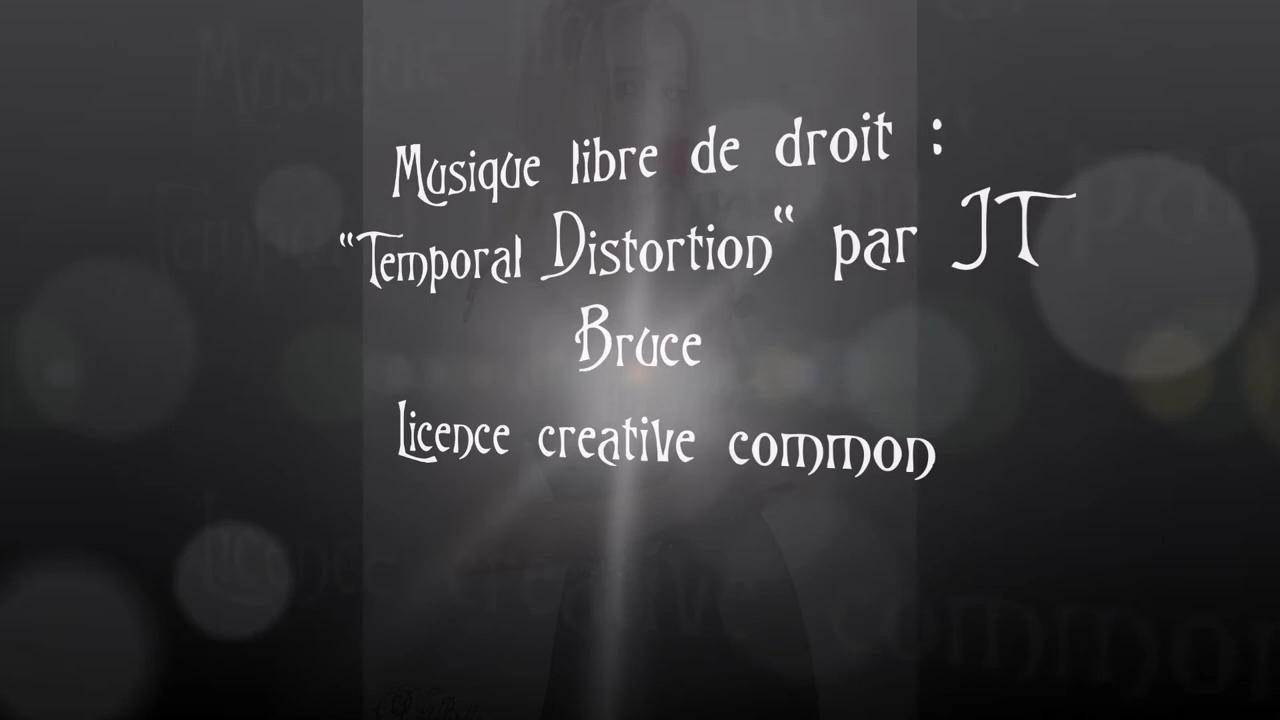 Musique libre de droit :
“Temporal Distortion“ par JT
Bruce
Licence creative common